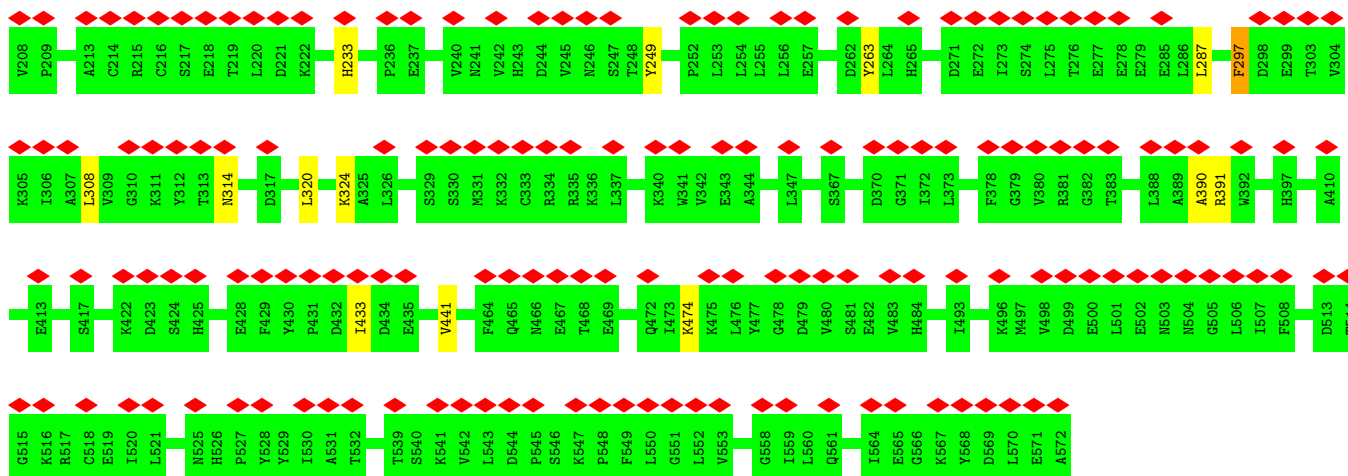 V208 P209 A213 C214 R215 C216 S217 E218 T219 L220 D221 K222 H233 P236 E237 V240 N241 V242 H243 D244 V245 N246 S247 T248 Y249 P252 L253 L254 L255 L256 E257 D262 Y263 L264 H265 D271 E272 I273 S274 L275 T276 E277 E278 E279 E285 L286 L287 F297 D298 E299 T303 V304
K305 I306 A307 L308 V309 G310 K311 Y312 T313 N314 D317 L320 K324 A325 L326 S329 S330 M331 K332 C333 R334 R335 K336 L337 K340 W341 V342 E343 A344 L347 S367 D370 G371 I372 L373 F378 G379 V380 R381 G382 T383 L388 A389 A390 R391 W392 H397 A410
E413 S417 K422 D423 S424 H425 E428 F429 Y430 P431 D432 I433 D434 E435 V441 F464 Q465 N466 E467 T468 E469 Q472 I473 K474 K475 L476 Y477 G478 D479 V480 S481 E482 V483 H484 I493 K496 M497 V498 D499 E500 L501 E502 N503 N504 G505 L506 I507 F508 D513
G515 K516 R517 C518 E519 I520 L521 N525 H526 P527 Y528 Y529 I530 A531 T532 T539 S540 K541 V542 L543 D544 P545 S546 K547 P548 F549 L550 G551 L552 V553 G558 I559 L560 Q561 I564 E565 G566 K567 Y568 D569 L570 E571 A572